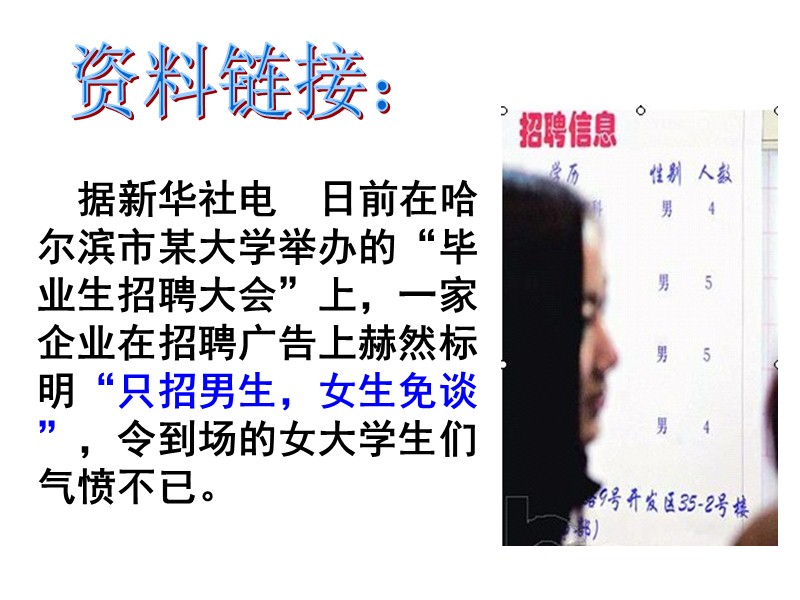 资料链接：
据新华社电　日前在哈
尔滨市某大学举办的“毕
业生招聘大会”上，一家
企业在招聘广告上赫然标
明“只招男生，女生免谈
”，令到场的女大学生们
气愤不已。
招聘信息
学历 性别 人数
科 男 4
男 5
男 5
男 4
路9号开发区35-2号楼
部)